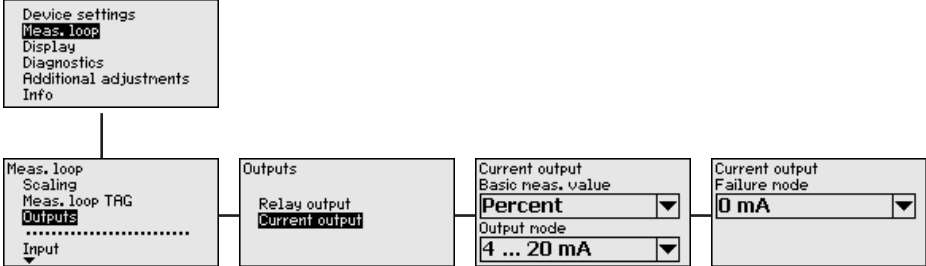 Device settings
Meas. loop
Display
Diagnostics
Additional adjustments
Info
Meas. loop
Scaling
Meas. loop TAG
Outputs
Input
Outputs
Relay output
Current output
Current output
Basic meas. value
Percent
Output mode
4 ... 20 mA
Current output
Failure mode
0 mA